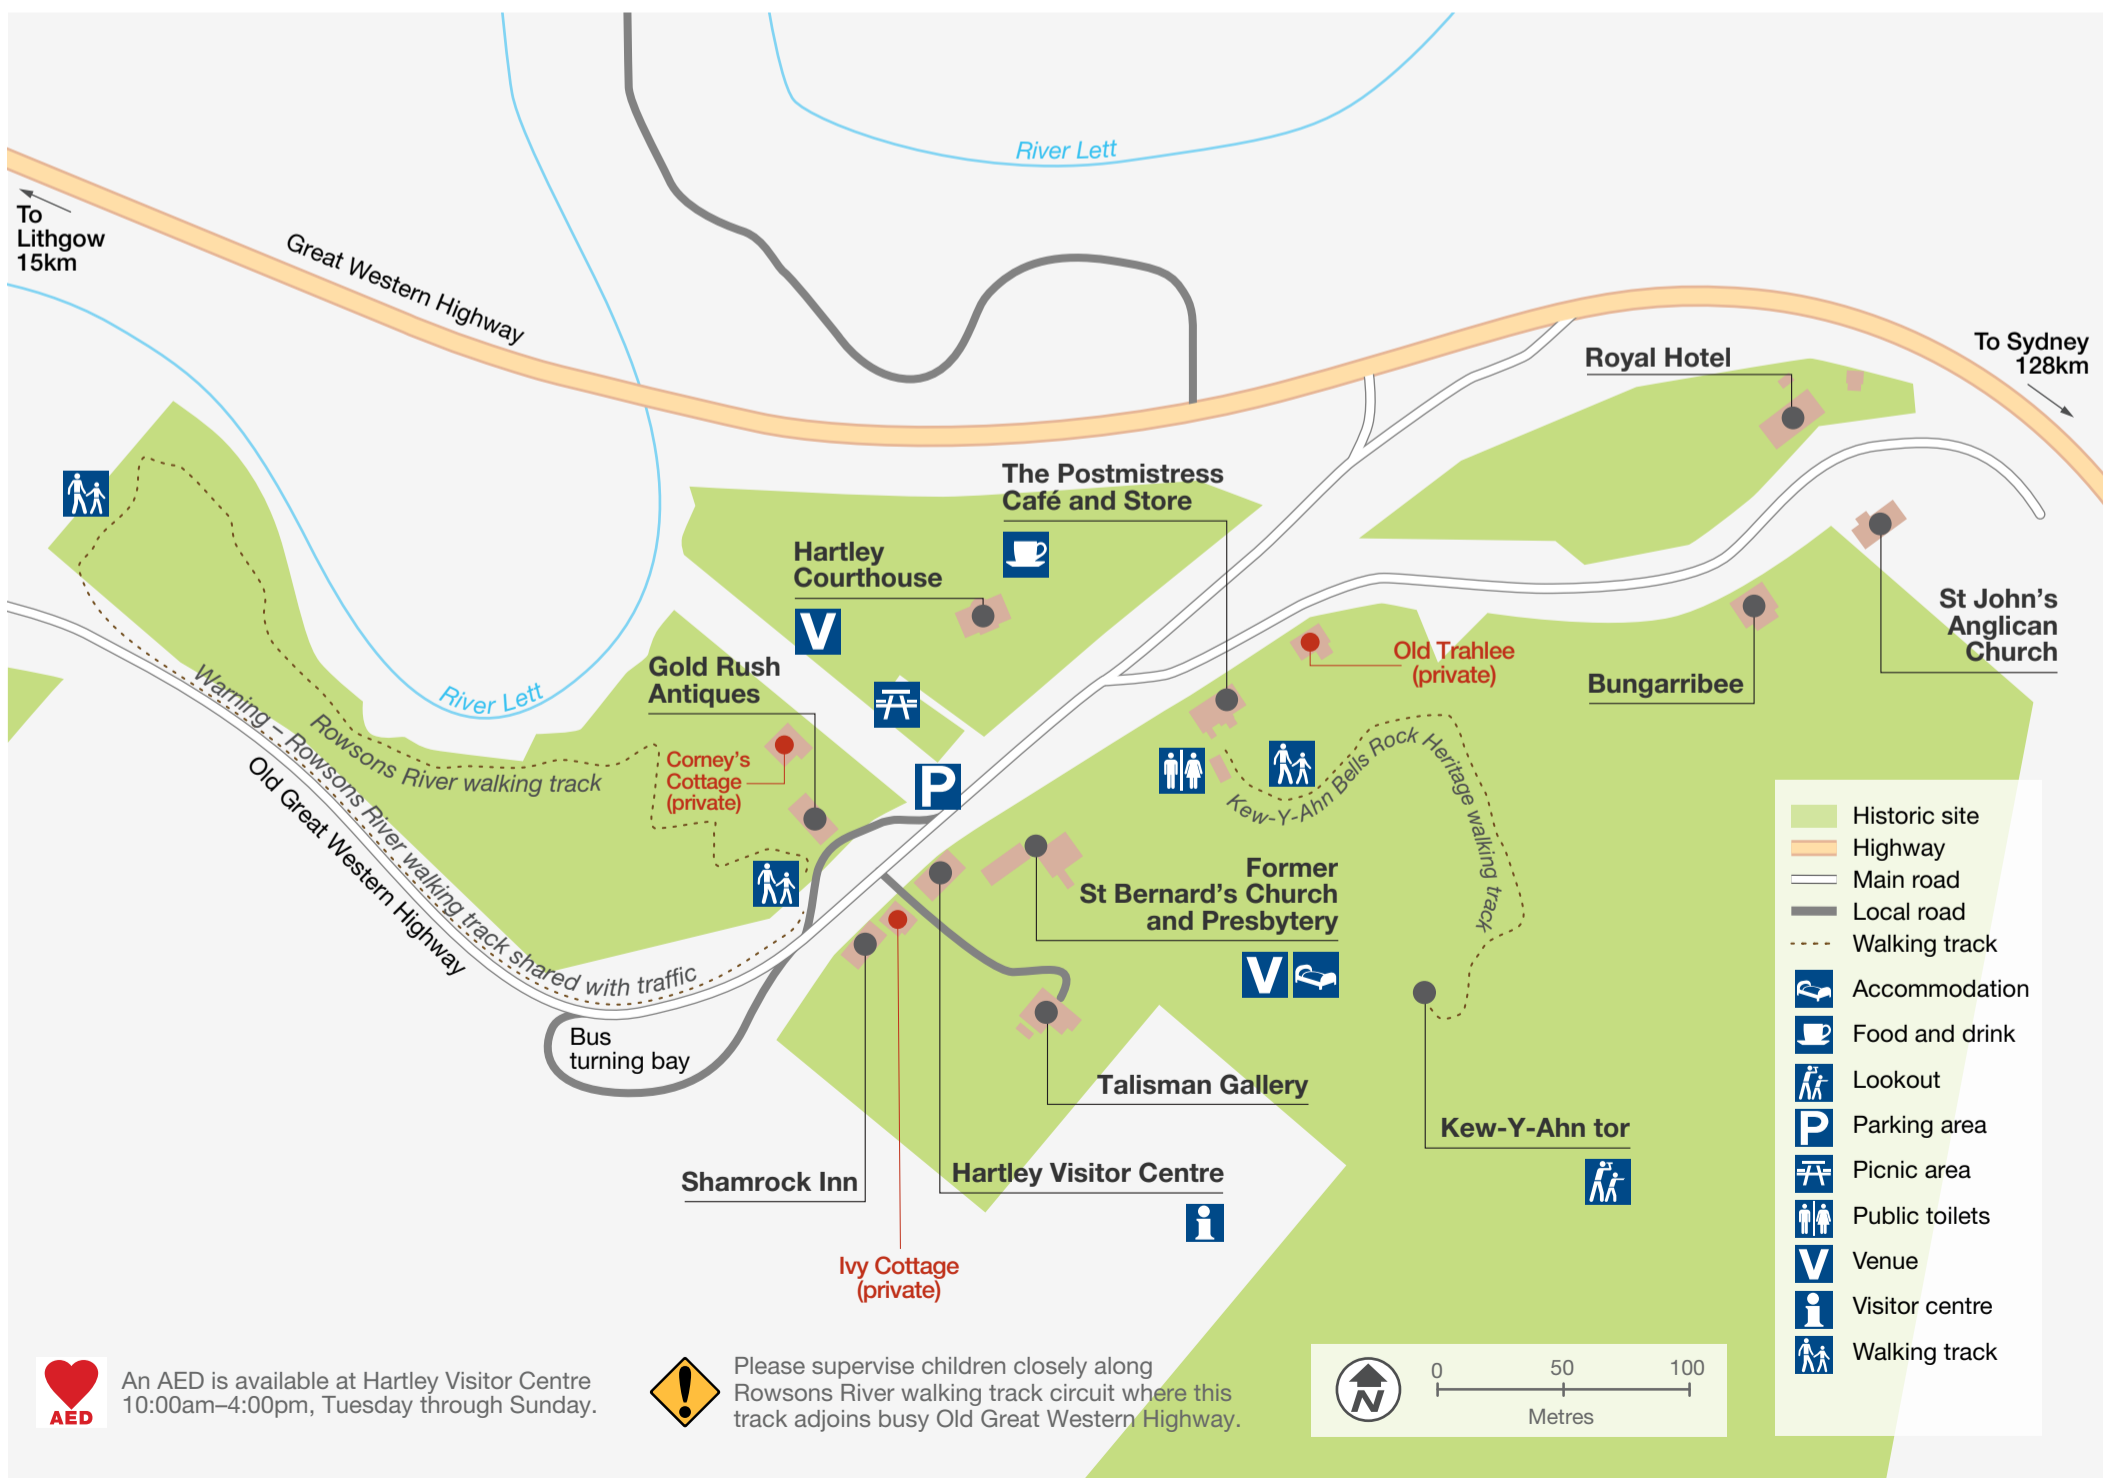 River Lett
To
Lithgow
15km
Great Western Highway
To Sydney
128km
Royal Hotel
The Postmistress
Café and Store
Hartley
Courthouse
V
St John's
Anglican
Church
Old Trahlee
(private)
Bungarribee
Gold Rush
Antiques
River Lett
Corney's
Cottage
(private)
Warning – Rowsons River walking track shared with traffic
Rowsons River walking track
Old Great Western Highway
P
Kew-Y-Ahn Bells Rock Heritage walking track
Former
St Bernard's Church
and Presbytery
V
Bus
turning bay
Talisman Gallery
Kew-Y-Ahn tor
Shamrock Inn
Hartley Visitor Centre
i
Ivy Cottage
(private)
Historic site
Highway
Main road
Local road
Walking track
Accommodation
Food and drink
Lookout
P Parking area
Picnic area
Public toilets
V Venue
i Visitor centre
Walking track
AED
An AED is available at Hartley Visitor Centre
10:00am–4:00pm, Tuesday through Sunday.
!
Please supervise children closely along
Rowsons River walking track circuit where this
track adjoins busy Old Great Western Highway.
N
0 50 100
Metres